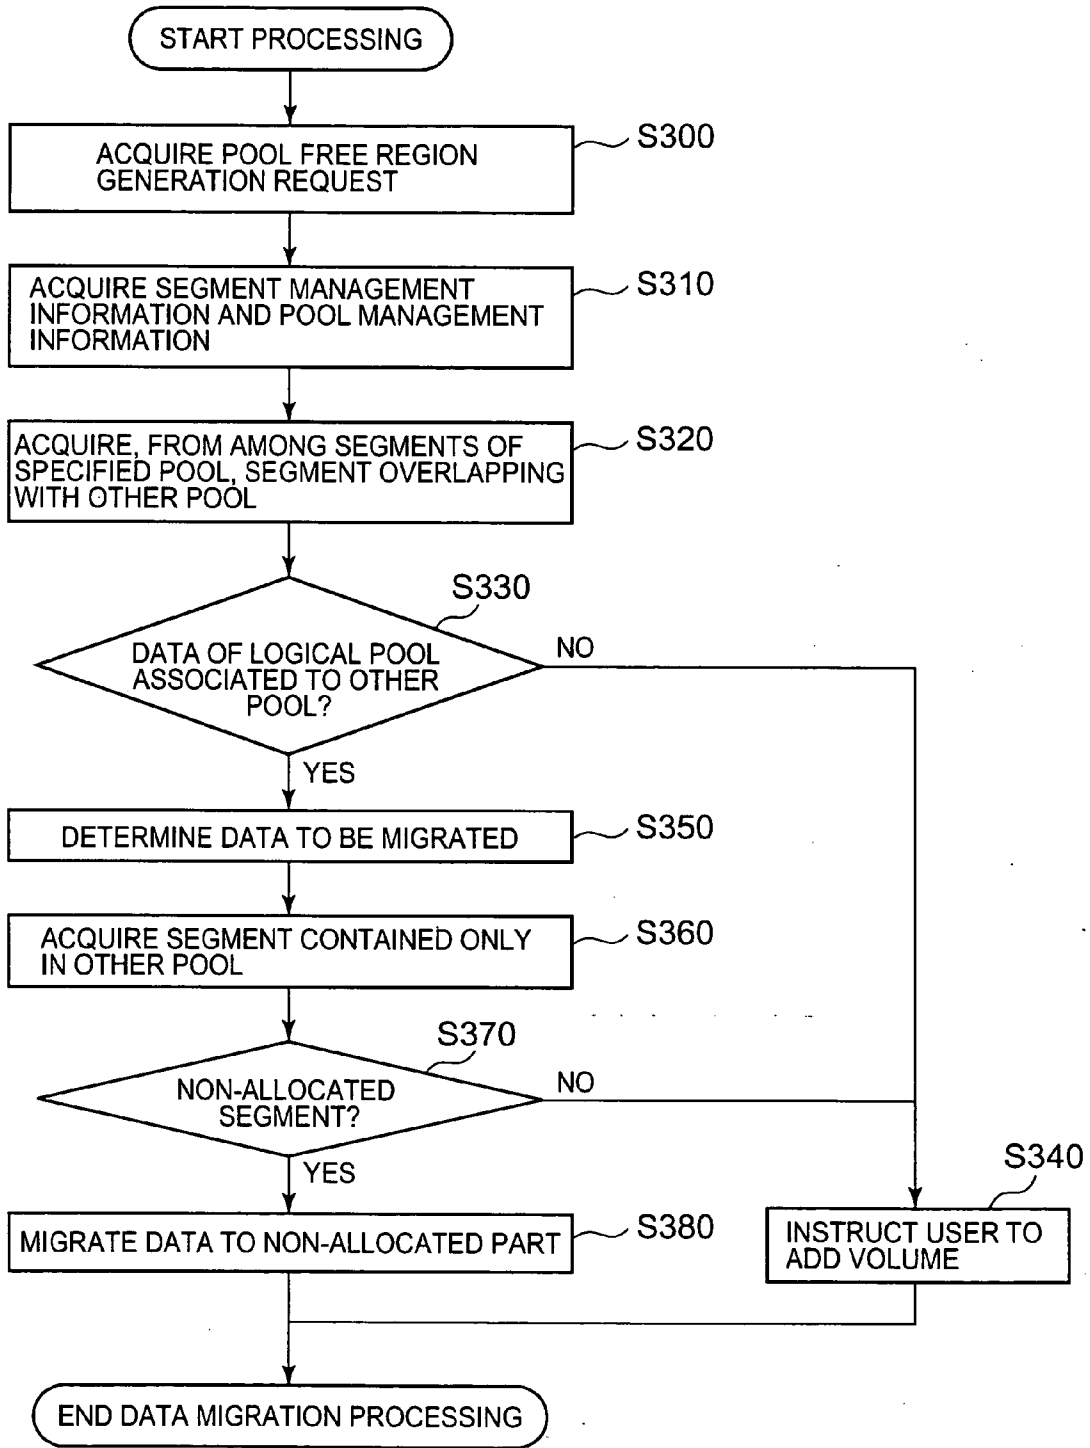 START PROCESSING
S300
ACQUIRE POOL FREE REGION
GENERATION REQUEST
S310
ACQUIRE SEGMENT MANAGEMENT
INFORMATION AND POOL MANAGEMENT
INFORMATION
S320
ACQUIRE, FROM AMONG SEGMENTS OF
SPECIFIED POOL, SEGMENT OVERLAPPING
WITH OTHER POOL
S330
DATA OF LOGICAL POOL
ASSOCIATED TO OTHER
POOL?
NO
YES
S350
DETERMINE DATA TO BE MIGRATED
S360
ACQUIRE SEGMENT CONTAINED ONLY
IN OTHER POOL
S370
NON-ALLOCATED
SEGMENT?
NO
YES
S340
INSTRUCT USER TO
ADD VOLUME
S380
MIGRATE DATA TO NON-ALLOCATED PART
END DATA MIGRATION PROCESSING